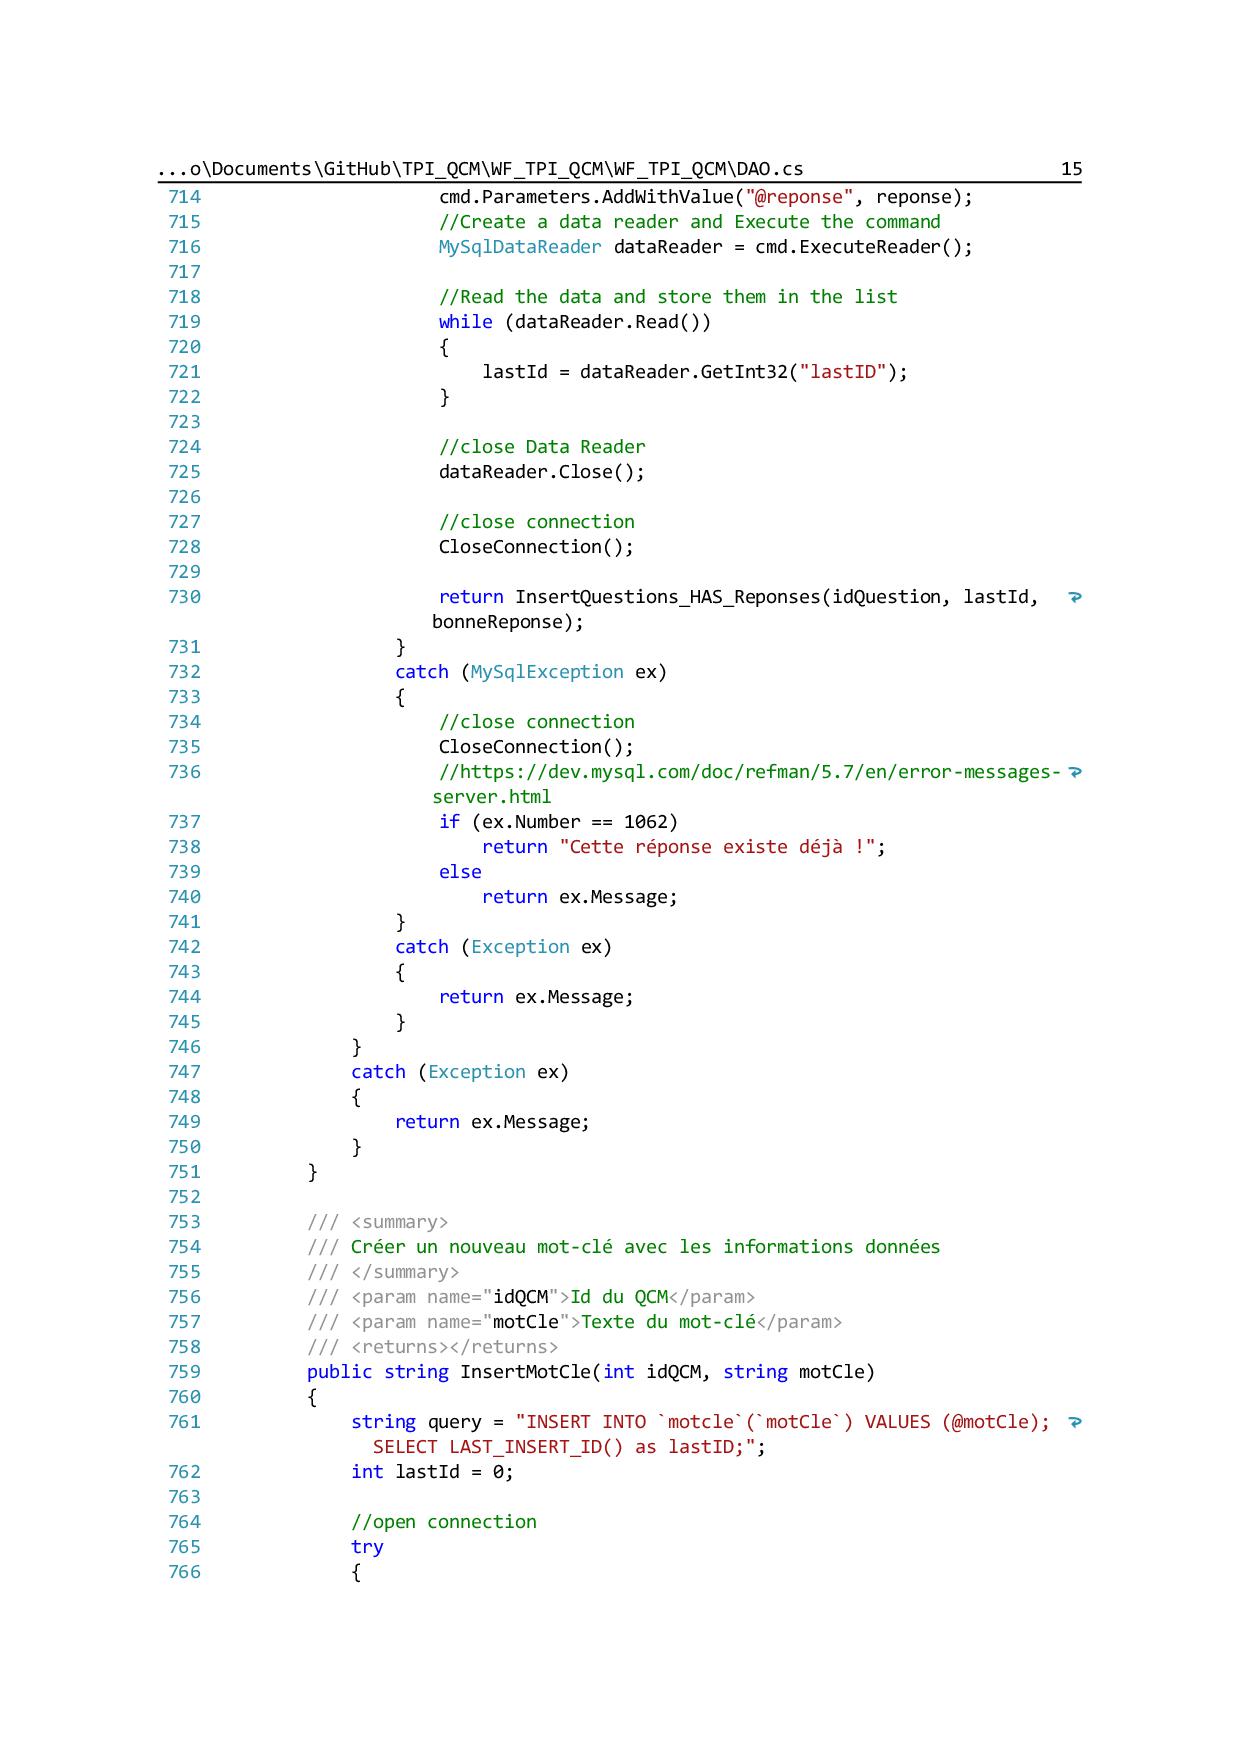 ...o\Documents\GitHub\TPI_QCM\WF_TPI_QCM\WF_TPI_QCM\DAO.cs 15
714 cmd.Parameters.AddWithValue("@reponse", reponse);
715 //Create a data reader and Execute the command
716 MySqlDataReader dataReader = cmd.ExecuteReader();
717
718 //Read the data and store them in the list
719 while (dataReader.Read())
720 {
721 lastId = dataReader.GetInt32("lastID");
722 }
723
724 //close Data Reader
725 dataReader.Close();
726
727 //close connection
728 CloseConnection();
729
730 return InsertQuestions_HAS_Reponses(idQuestion, lastId,
bonneReponse);
731 }
732 catch (MySqlException ex)
733 {
734 //close connection
735 CloseConnection();
736 //https://dev.mysql.com/doc/refman/5.7/en/error-messages-
server.html
737 if (ex.Number == 1062)
738 return "Cette réponse existe déjà !";
739 else
740 return ex.Message;
741 }
742 catch (Exception ex)
743 {
744 return ex.Message;
745 }
746 }
747 catch (Exception ex)
748 {
749 return ex.Message;
750 }
751 }
752
753 /// <summary>
754 /// Créer un nouveau mot-clé avec les informations données
755 /// </summary>
756 /// <param name="idQCM">Id du QCM</param>
757 /// <param name="motCle">Texte du mot-clé</param>
758 /// <returns></returns>
759 public string InsertMotCle(int idQCM, string motCle)
760 {
761 string query = "INSERT INTO `motcle`(`motCle`) VALUES (@motCle);
SELECT LAST_INSERT_ID() as lastID;";
762 int lastId = 0;
763
764 //open connection
765 try
766 {